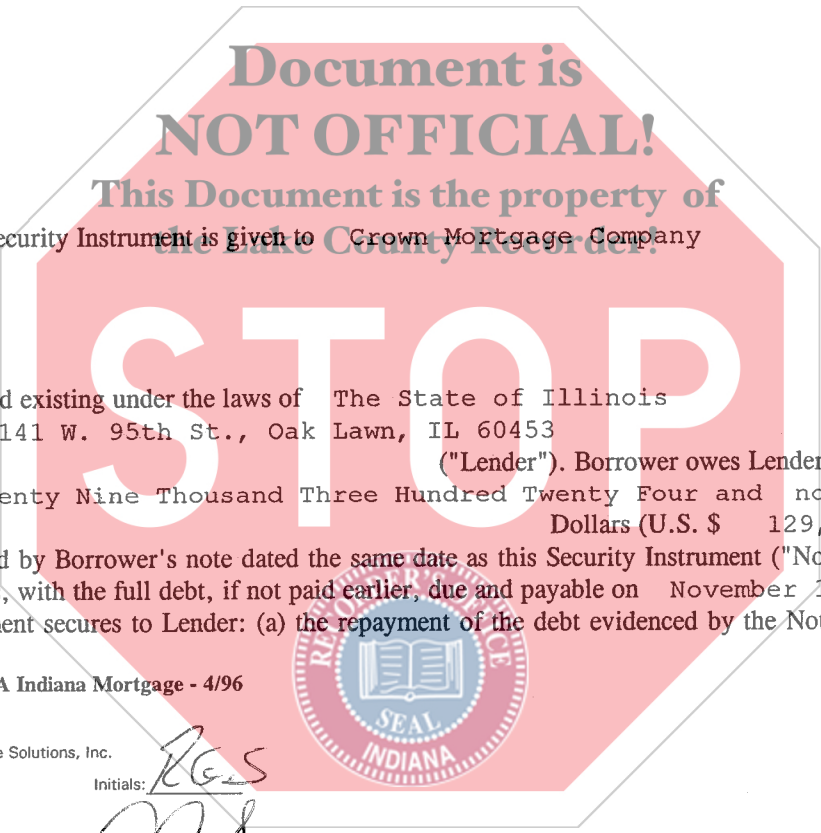 Document is
NOT OFFICIAL!
This Document is the property of
the Lake County Recorder!
ecurity Instrument is given to Crown Mortgage Company
STOP
d existing under the laws of The State of Illinois
141 W. 95th St., Oak Lawn, IL 60453
("Lender"). Borrower owes Lender
enty Nine Thousand Three Hundred Twenty Four and no
Dollars (U.S. $ 129,
d by Borrower's note dated the same date as this Security Instrument ("No
, with the full debt, if not paid earlier, due and payable on November 1
ent secures to Lender: (a) the repayment of the debt evidenced by the Not
RECORDER'S OFFICE
SEAL
INDIANA
A Indiana Mortgage - 4/96
e Solutions, Inc.
Initials: RGS